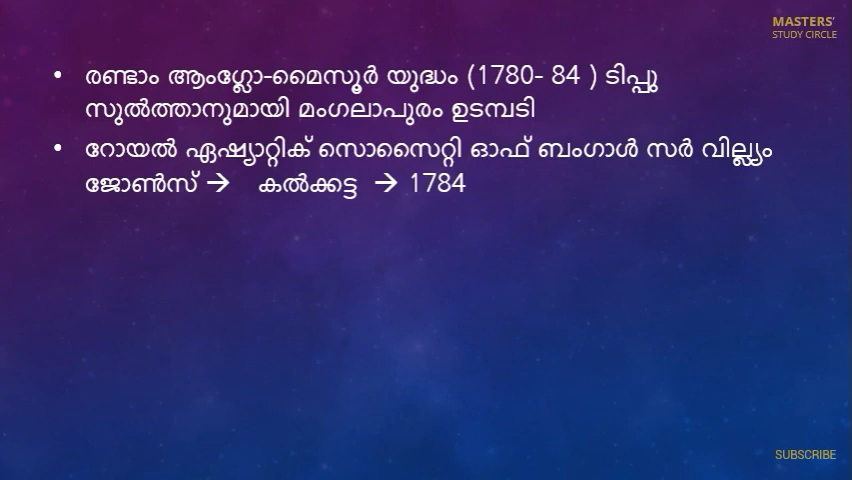 MASTERS'
STUDY CIRCLE
• രണ്ടാം ആംഗ്ലോ-മൈസൂർ യുദ്ധം (1780- 84 ) ടിപ്പു
സുൽത്താനുമായി മംഗലാപുരം ഉടമ്പടി
• റോയൽ ഏഷ്യാറ്റിക് സൊസൈറ്റി ഓഫ് ബംഗാൾ സർ വില്ല്യം
ജോൺസ് → കൽക്കട്ട → 1784
SUBSCRIBE